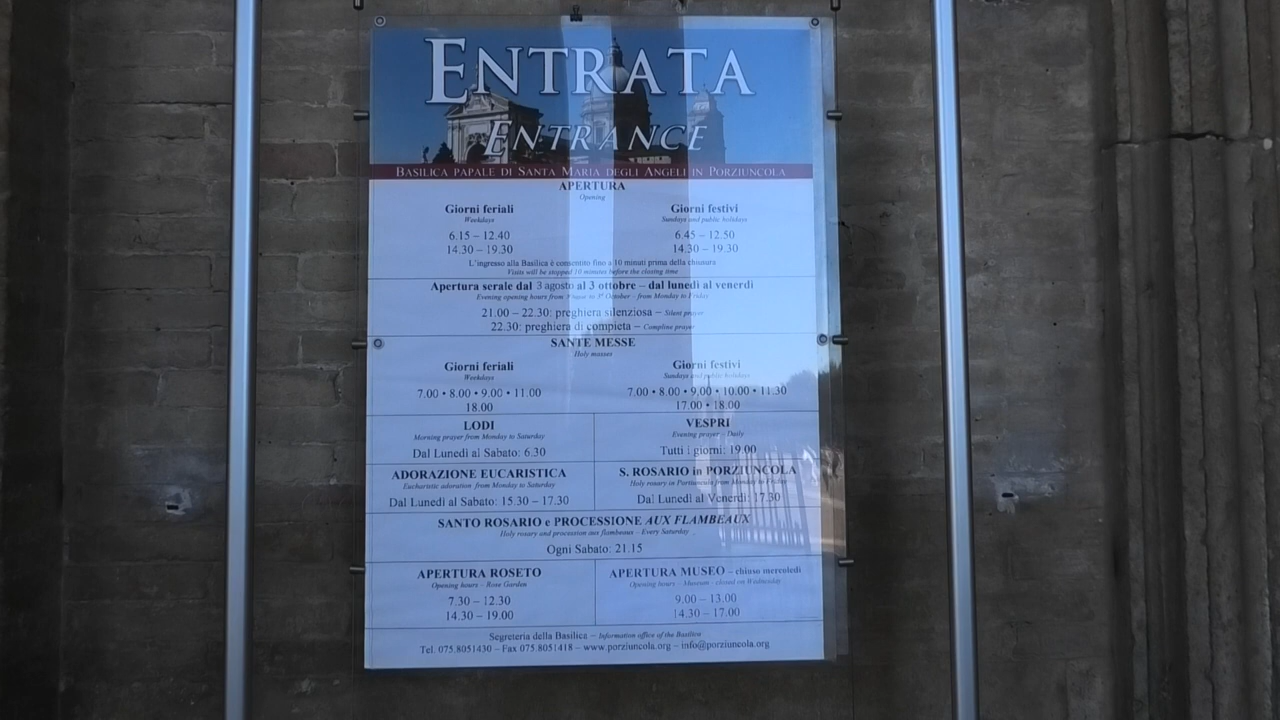 ENTRATA
ENTRANCE
BASILICA PAPALE DI SANTA MARIA DEGLI ANGELI IN PORZIUNCOLA
APERTURA
Opening
Giorni feriali
Weekdays
6.15 – 12.40
14.30 – 19.30
Giorni festivi
Sundays and public holidays
6.45 – 12.50
14.30 – 19.30
L'ingresso alla Basilica è consentito fino a 10 minuti prima della chiusura
Visits will be stopped 10 minutes before the closing time
Apertura serale dal 3 agosto al 3 ottobre – dal lunedì al venerdì
Evening opening hours from to 3° October - from Monday to Friday
21.00 – 22.30: preghiera silenziosa – Silent prayer
22.30: preghiera di compieta – Compline prayer
SANTE MESSE
Holy masses
Giorni feriali
Weekdays
7.00 • 8.00 • 9.00 • 11.00
18.00
Giorni festivi
Sundays and public holidays
7.00 • 8.00 • 9.00 • 10.00 • 11.30
17.00 • 18.00
LODI
Morning prayer from Monday to Saturday
Dal Lunedì al Sabato: 6.30
VESPRI
Evening prayer – Daily
Tutti i giorni: 19.00
ADORAZIONE EUCARISTICA
Eucharistic adoration from Monday to Saturday
Dal Lunedì al Sabato: 15.30 – 17.30
S. ROSARIO in PORZIUNCOLA
Holy rosary in Portiuncula from Monday to Friday
Dal Lunedì al Venerdì: 17.30
SANTO ROSARIO e PROCESSIONE AUX FLAMBEAUX
Holy rosary and procession aux flambeaux – Every Saturday
Ogni Sabato: 21.15
APERTURA ROSETO
Opening hours – Rose Garden
7.30 – 12.30
14.30 – 19.00
APERTURA MUSEO – chiuso mercoledì
Opening hours – Museum - closed on Wednesday
9.00 – 13.00
14.30 – 17.00
Segreteria della Basilica – Information office of the Basilica
Tel. 075.8051430 – Fax 075.8051418 – www.porziuncola.org – info@porziuncola.org